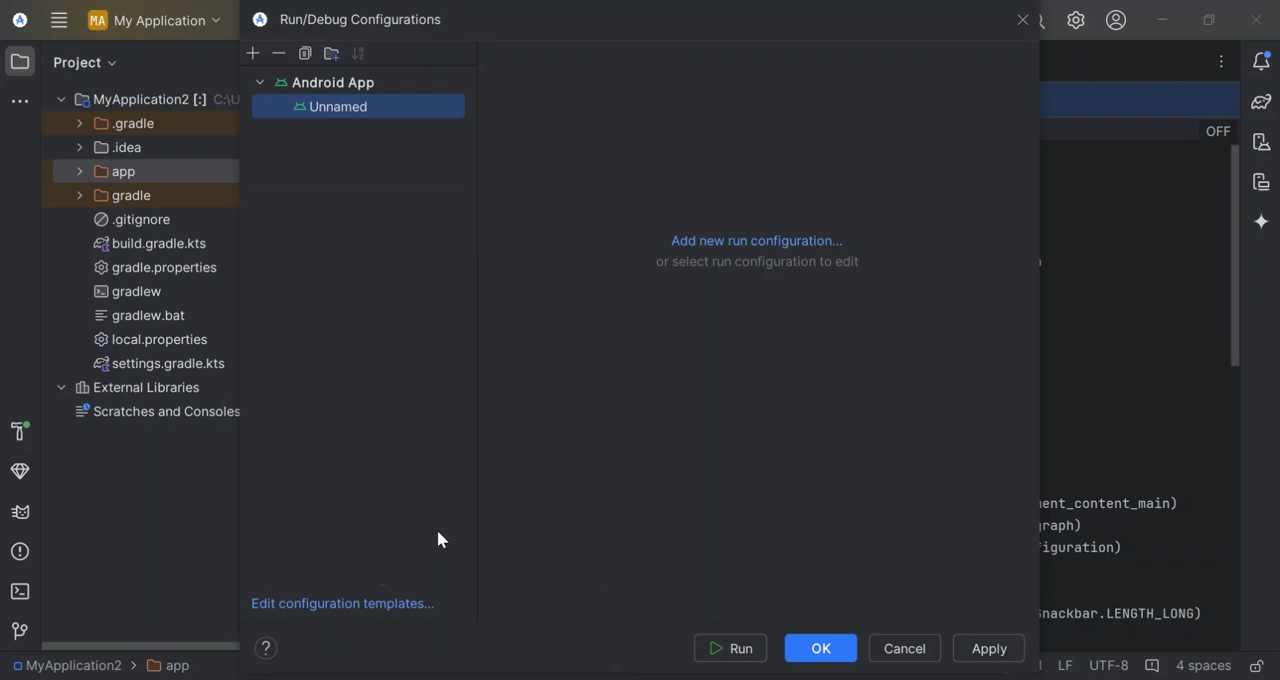 MA My Application
Run/Debug Configurations
Project
MyApplication2 [:] C:\U
.gradle
.idea
app
gradle
.gitignore
build.gradle.kts
gradle.properties
gradlew
gradlew.bat
local.properties
settings.gradle.kts
External Libraries
Scratches and Consoles
Android App
Unnamed
Add new run configuration...
or select run configuration to edit
Edit configuration templates...
?
Run
OK
Cancel
Apply
OFF
ent_content_main)
raph)
figuration)
Snackbar.LENGTH_LONG)
MyApplication2 > app
LF UTF-8 4 spaces